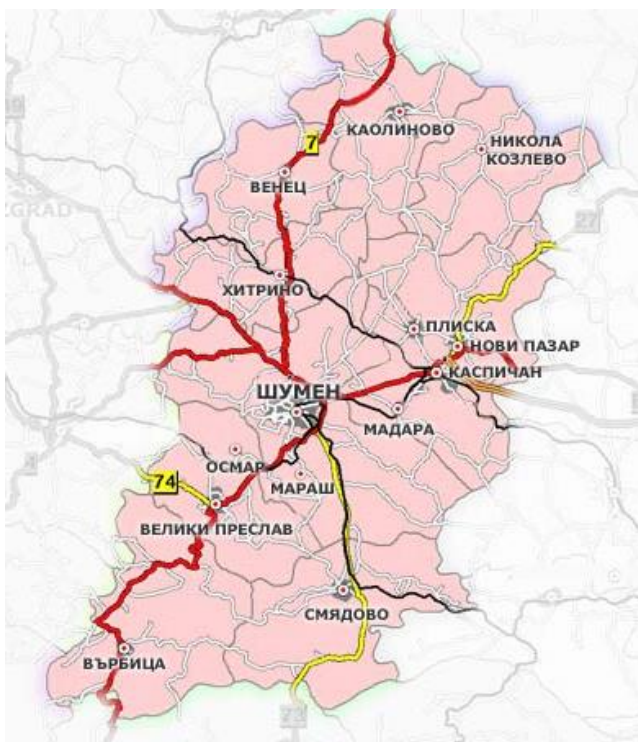 КАОЛИНОВО
НИКОЛА
КОЗЛЕВО
7
ВЕНЕЦ
27
ХИТРИНО
ПЛИСКА
НОВИ ПАЗАР
КАСПИЧАН
ШУМЕН
МАДАРА
ОСМАР
74
МАРАШ
ВЕЛИКИ ПРЕСЛАВ
СМЯДОВО
ВЪРБИЦА
73